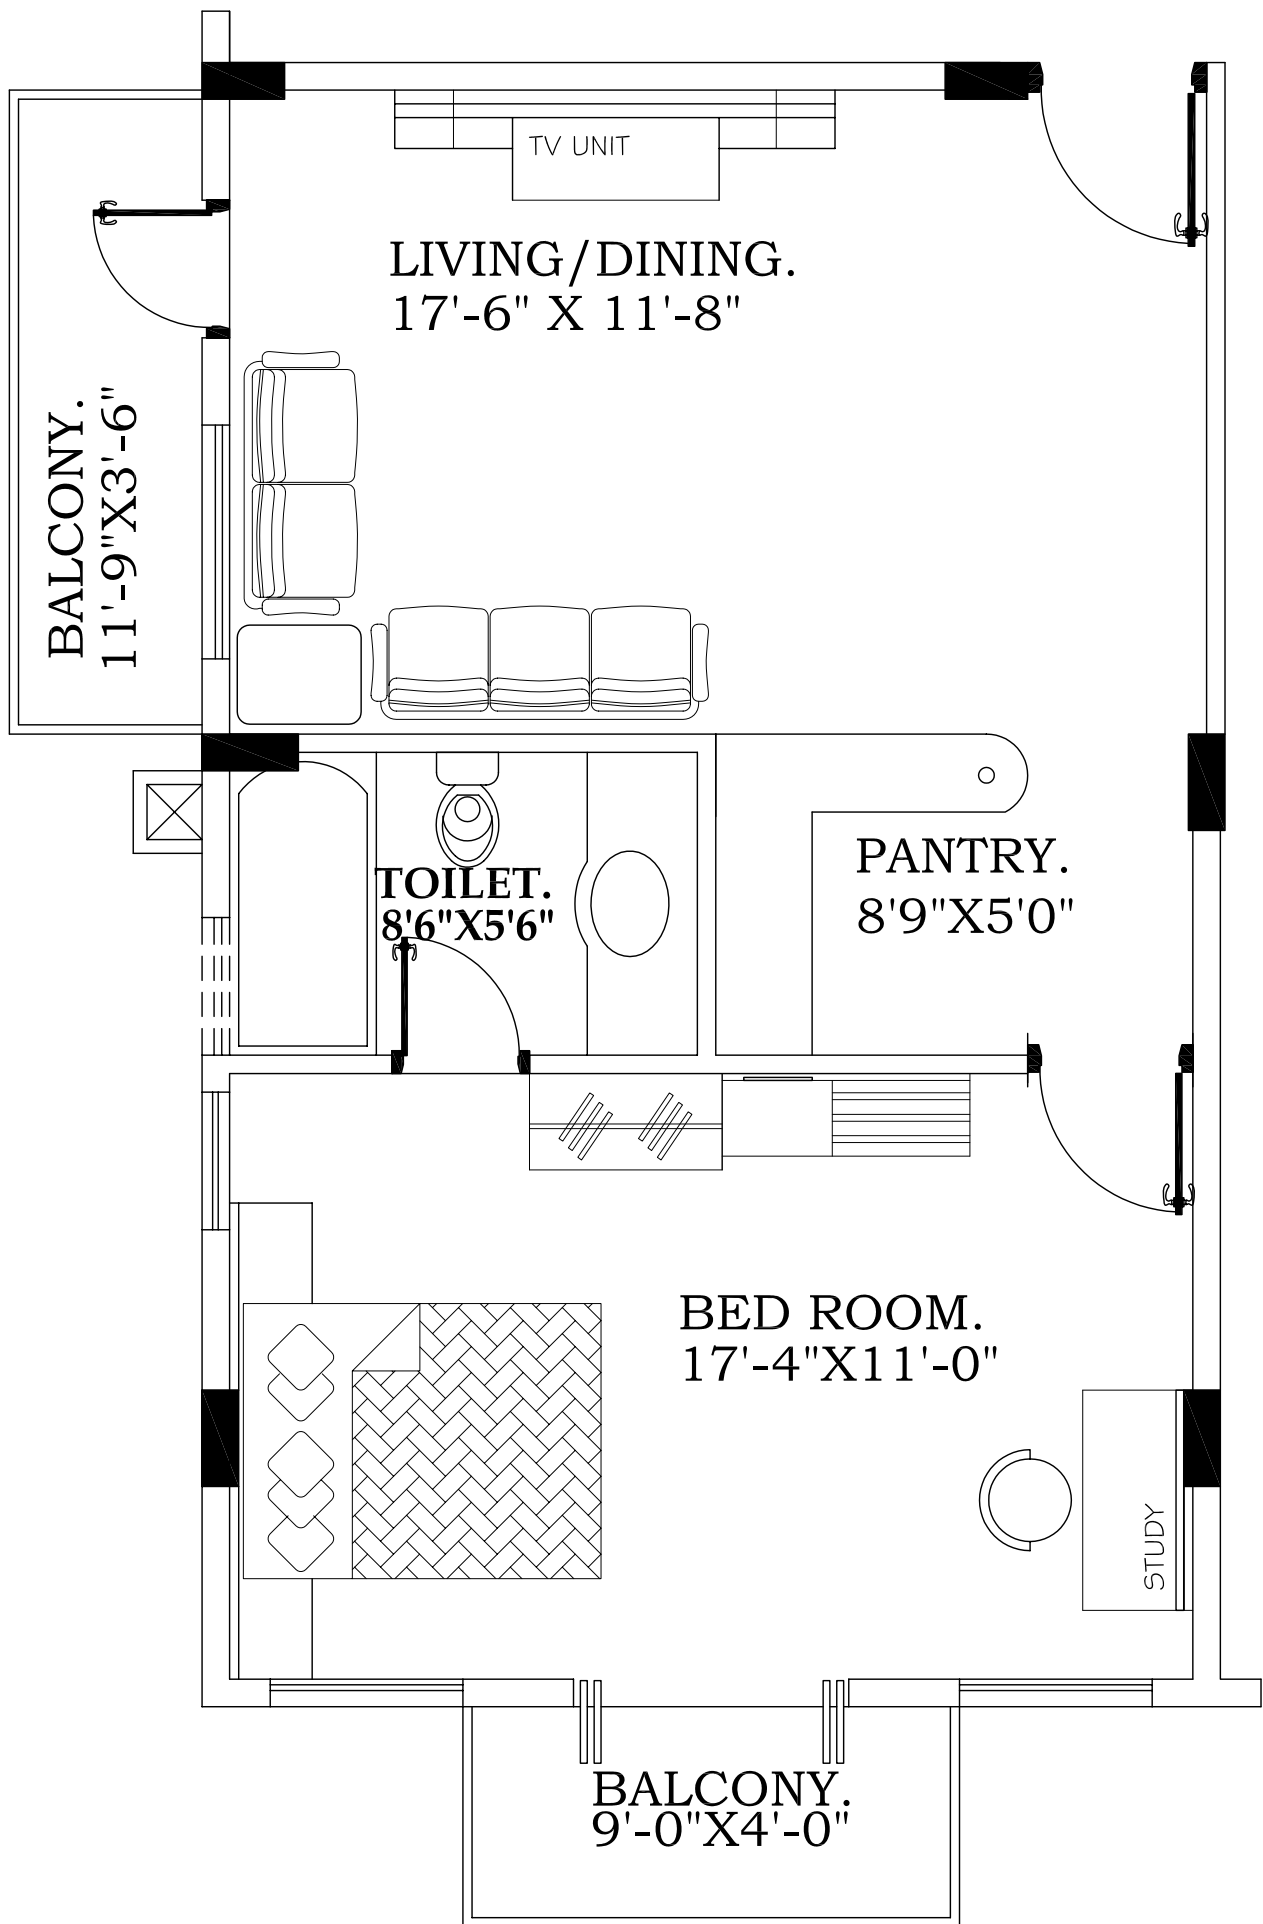 TV UNIT
LIVING/DINING.
17'-6" X 11'-8"
BALCONY.
11'-9"X3'-6"
TOILET.
8'6"X5'6"
PANTRY.
8'9"X5'0"
BED ROOM.
17'-4"X11'-0"
STUDY
BALCONY.
9'-0"X4'-0"